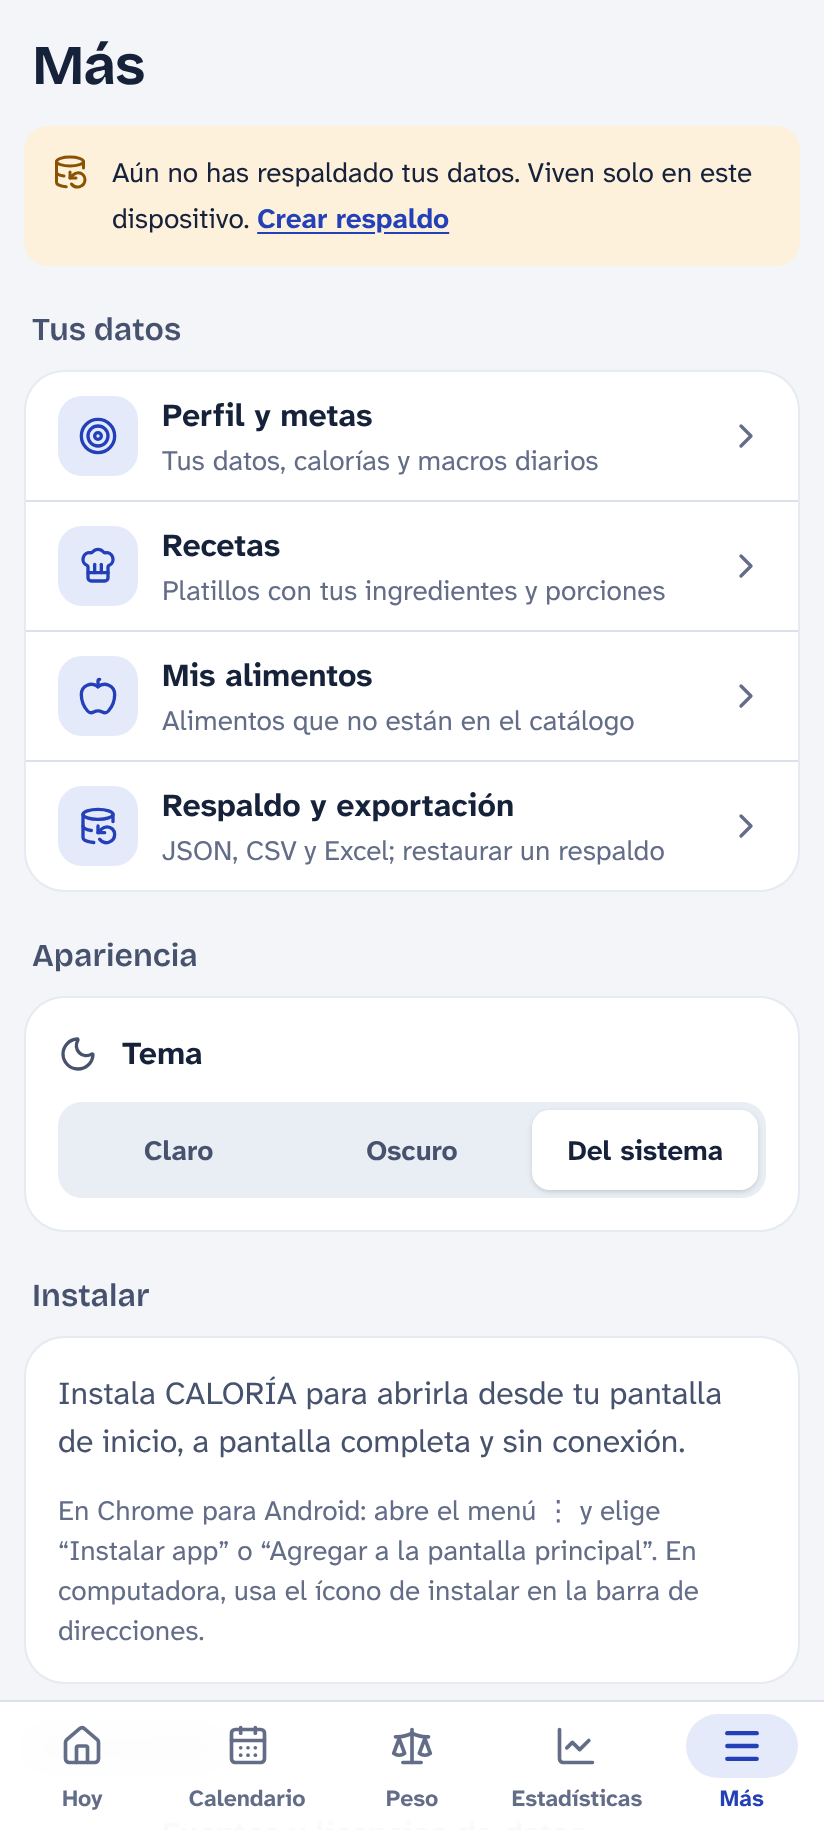 Más
Aún no has respaldado tus datos. Viven solo en este
dispositivo. Crear respaldo
Tus datos
Perfil y metas
Tus datos, calorías y macros diarios
Recetas
Platillos con tus ingredientes y porciones
Mis alimentos
Alimentos que no están en el catálogo
Respaldo y exportación
JSON, CSV y Excel; restaurar un respaldo
Apariencia
Tema
Claro
Oscuro
Del sistema
Instalar
Instala CALORÍA para abrirla desde tu pantalla
de inicio, a pantalla completa y sin conexión.
En Chrome para Android: abre el menú ⋮ y elige
“Instalar app” o “Agregar a la pantalla principal”. En
computadora, usa el ícono de instalar en la barra de
direcciones.
Hoy
Calendario
Peso
Estadísticas
Más